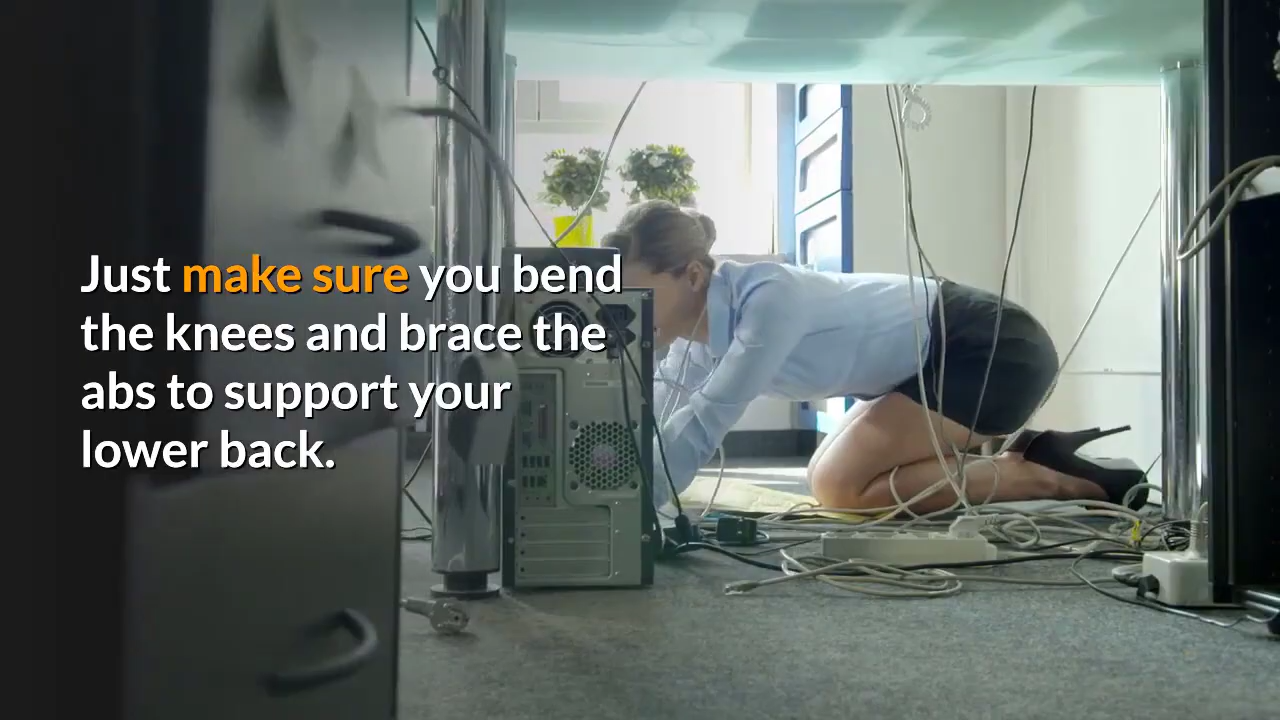 Just make sure you bend
the knees and brace the
abs to support your
lower back.